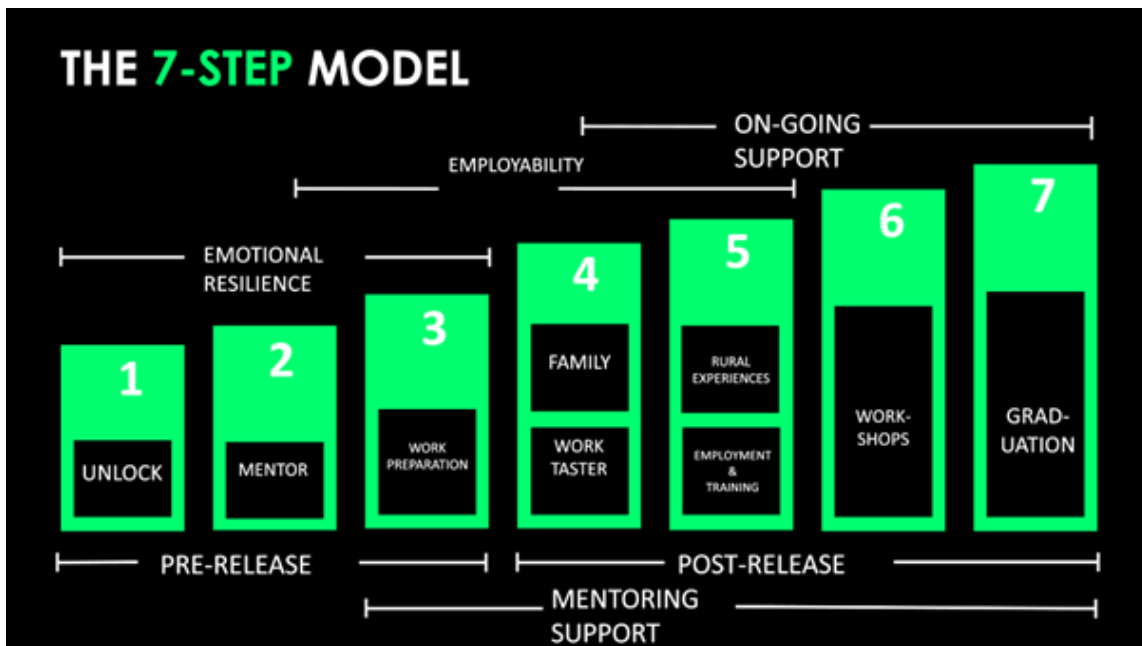 THE 7-STEP MODEL
ON-GOING
SUPPORT
EMPLOYABILITY
EMOTIONAL
RESILIENCE
1
UNLOCK
2
MENTOR
3
WORK
PREPARATION
4
FAMILY
WORK
TASTER
5
RURAL
EXPERIENCES
EMPLOYMENT
&
TRAINING
6
WORK-
SHOPS
7
GRAD-
UATION
PRE-RELEASE
POST-RELEASE
MENTORING
SUPPORT